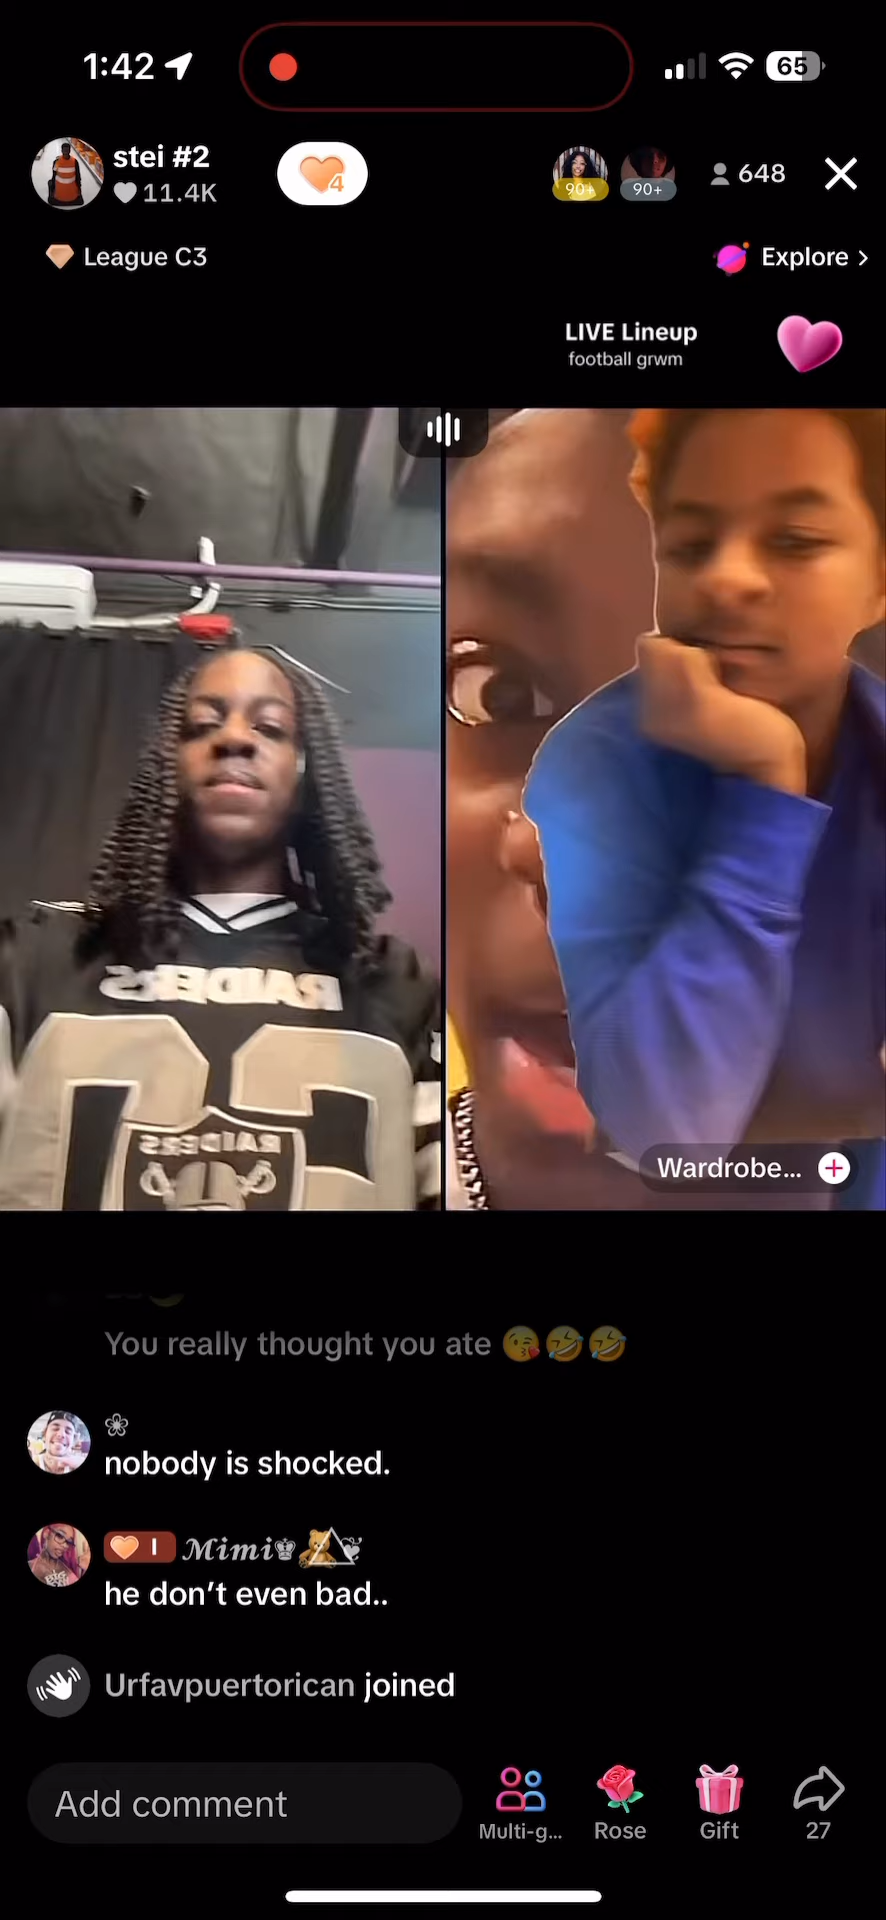 1:42
65
stei #2
11.4K
4
90+
90+
648
League C3
Explore >
LIVE Lineup
football grwm
RAIDERS
RAIDERS
Wardrobe...
You really thought you ate 😘🤣🤣
❀
nobody is shocked.
I 𝓜𝓲𝓶𝓲♚🧸
he don’t even bad..
Urfavpuertorican joined
Add comment
Multi-g...
Rose
Gift
27